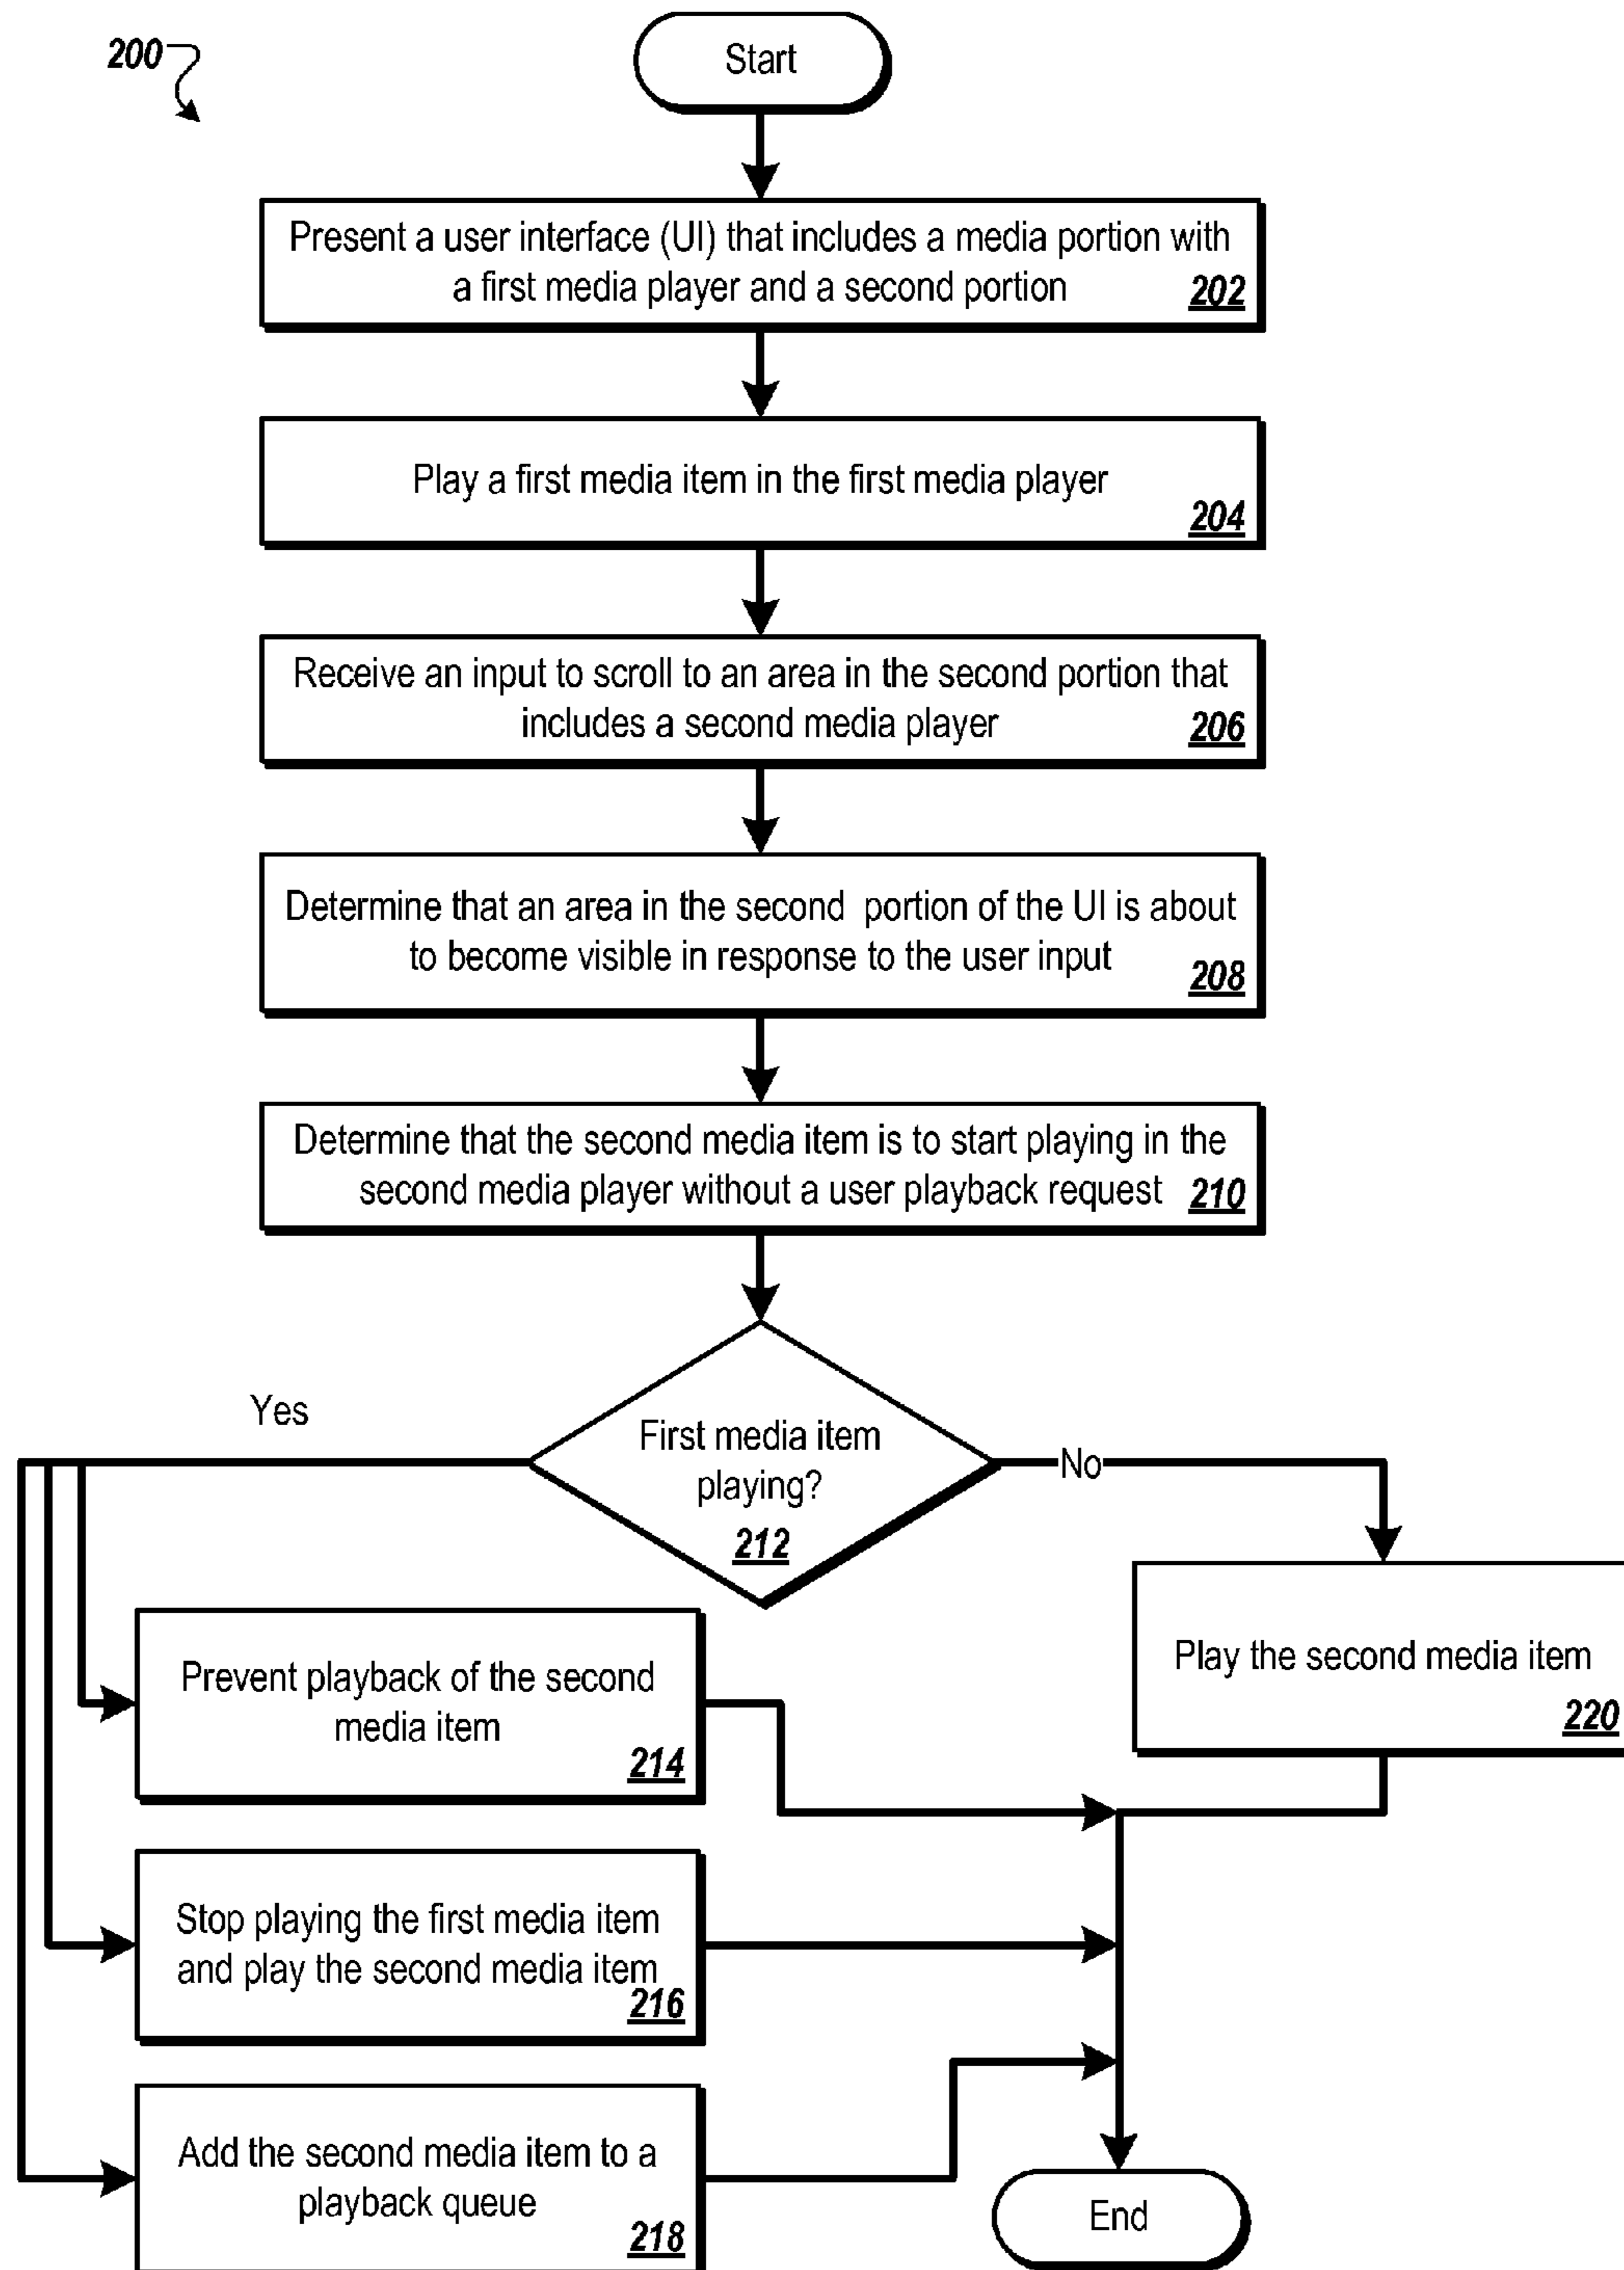 200
Start
Present a user interface (UI) that includes a media portion with
a first media player and a second portion
202
Play a first media item in the first media player
204
Receive an input to scroll to an area in the second portion that
includes a second media player
206
Determine that an area in the second portion of the UI is about
to become visible in response to the user input
208
Determine that the second media item is to start playing in the
second media player without a user playback request 210
Yes
First media item
playing?
212
No
Prevent playback of the second
media item
214
Play the second media item
220
Stop playing the first media item
and play the second media item
216
Add the second media item to a
playback queue
218
End